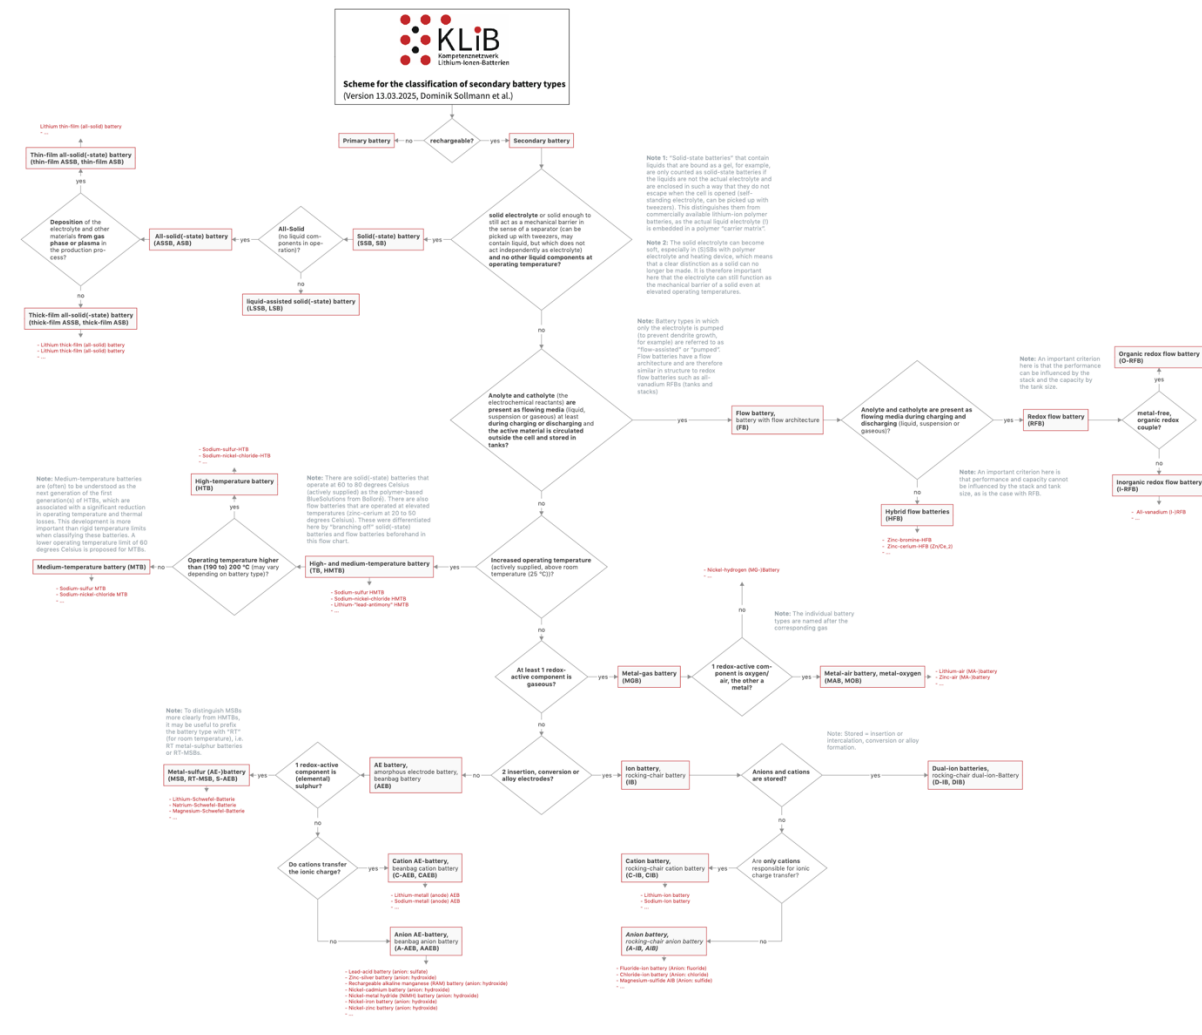 KLiB
Kompetenznetzwerk
Lithium-Ionen-Batterien
Scheme for the classification of secondary battery types
(Version 13.03.2025, Dominik Sollmann et al.)
Primary battery
no
rechargeable?
yes
Secondary battery
Lithium thin-film (all-solid) battery
- ...
Thin-film all-solid(-state) battery
(thin-film ASSB, thin-film ASB)
yes
Deposition of the
electrolyte and other
materials from gas
phase or plasma in
the production pro-
cess?
All-solid(-state) battery
(ASSB, ASB)
yes
All-Solid
(no liquid com-
ponents in ope-
ration)?
Solid(-state) battery
(SSB, SB)
yes
solid electrolyte or solid enough to
still act as a mechanical barrier in
the sense of a separator (can be
picked up with tweezers, may
contain liquid, but which does not
act independently as electrolyte)
and no other liquid components at
operating temperature?
Note 1: "Solid-state batteries" that contain
liquids that are bound as a gel, for example,
are only counted as solid-state batteries if
the liquids are not the actual electrolyte and
are enclosed in such a way that they do not
escape when the cell is opened (self-
standing electrolyte, can be picked up with
tweezers). This distinguishes them from
commercially available lithium-ion polymer
batteries, as the actual liquid electrolyte (!)
is embedded in a polymer "carrier matrix".
Note 2: The solid electrolyte can become
soft, especially in (S)SBs with polymer
electrolyte and heating device, which means
that a clear distinction as a solid can no
longer be made. It is therefore important
here that the electrolyte can still function as
the mechanical barrier of a solid even at
elevated operating temperatures.
no
Thick-film all-solid(-state) battery
(thick-film ASSB, thick-film ASB)
- Lithium thick-film (all-solid) battery
- Lithium thick-film (all-solid) battery
- ...
no
liquid-assisted solid(-state) battery
(LSSB, LSB)
no
Anolyte and catholyte (the
electrochemical reactants) are
present as flowing media (liquid,
suspension or gaseous) at least
during charging or discharging and
the active material is circulated
outside the cell and stored in
tanks?
Note: Battery types in which
only the electrolyte is pumped
(to prevent dendrite growth,
for example) are referred to as
"flow-assisted" or "pumped".
Flow batteries have a flow
architecture and are therefore
similar in structure to redox
flow batteries such as all-
vanadium RFBs (tanks and
stacks)
yes
Flow battery,
battery with flow architecture
(FB)
Anolyte and catholyte are present as
flowing media during charging and
discharging (liquid, suspension or
gaseous)?
yes
Note: An important criterion
here is that the performance
can be influenced by the
stack and the capacity by
the tank size.
Redox flow battery
(RFB)
Organic redox flow battery
(O-RFB)
yes
metal-free,
organic redox
couple?
no
Inorganic redox flow battery
(I-RFB)
- All-vanadium (I-)RFB
- ...
Note: An important criterion here is
that performance and capacity cannot
be influenced by the stack and tank
size, as is the case with RFB.
no
Hybrid flow batteries
(HFB)
- Zinc-bromine-HFB
- ...
no
- Sodium-sulfur-HTB
- Sodium-nickel-chloride-HTB
- ...
High-temperature battery
(HTB)
yes
Note: Medium-temperature batteries
are (often) to be understood as the
next generation of the first
generation(s) of HTBs, which are
associated with a significant reduction
in operating temperature and thermal
losses. This development is more
important than rigid temperature limits
when classifying these batteries. A
lower operating temperature limit of 60
degrees Celsius is proposed for MTBs.
Note: There are solid(-state) batteries that
operate at 60 to 80 degrees Celsius
(actively supplied) as the polymer-based
BlueSolutions from Bolloré. There are also
flow batteries that are operated at elevated
temperatures (zinc-cerium at 20 to 50
degrees Celsius). These were differentiated
here by "branching off" solid(-state)
batteries and flow batteries beforehand in
this flow chart.
Medium-temperature battery (MTB)
- Sodium-sulfur MTB
- Sodium-nickel-chloride MTB
- ...
no
Operating temperature higher
than (190 to) 200 °C (may vary
depending on battery type)?
High- and medium-temperature battery
(TB, HMTB)
- Sodium-sulfur HMTB
- Sodium-nickel-chloride HMTB
- Lithium-"lead-antimony" HMTB
- ...
yes
Increased operating temperature
(actively supplied, above room
temperature (25 °C))?
no
- Nickel-hydrogen (MG-)Battery
- ...
no
Note: The individual battery
types are named after the
corresponding gas
At least 1 redox-
active component is
gaseous?
yes
Metal-gas battery
(MGB)
1 redox-active com-
ponent is oxygen/
air, the other a
metal?
yes
Metal-air battery, metal-oxygen
(MAB, MOB)
- Lithium-air (MA-)battery
- Zinc-air (MA-)battery
- ...
no
Note: To distinguish MSBs
more clearly from HMTBs,
it may be useful to prefix
the battery type with "RT"
(for room temperature), i.e.
RT metal-sulphur batteries
or RT-MSBs.
Metal-sulfur (AE-)battery
(MSB, RT-MSB, S-AEB)
- Lithium-Schwefel-Batterie
- Natrium-Schwefel-Batterie
- Magnesium-Schwefel-Batterie
- ...
yes
1 redox-active
component is
(elemental)
sulphur?
AE battery,
amorphous electrode battery,
beanbag battery
(AEB)
no
2 insertion, conversion or
alloy electrodes?
yes
Ion battery,
rocking-chair battery
(IB)
Anions and cations
are stored?
Note: Stored = insertion or
intercalation, conversion or alloy
formation.
yes
Dual-ion batteries,
rocking-chair dual-ion-Battery
(D-IB, DIB)
no
Do cations transfer
the ionic charge?
yes
Cation AE-battery,
beanbag cation battery
(C-AEB, CAEB)
- Lithium-metall (anode) AEB
- Sodium-metall (anode) AEB
- ...
no
Anion AE-battery,
beanbag anion battery
(A-AEB, AAEB)
- Lead-acid battery (anion: sulfate)
- Zinc-silver battery (anion: hydroxide)
- Rechargeable alkaline manganese (RAM) battery (anion: hydroxide)
- Nickel-cadmium battery (anion: hydroxide)
- Nickel-metal hydride (NiMH) battery (anion: hydroxide)
- Nickel-iron battery (anion: hydroxide)
- Nickel-zinc battery (anion: hydroxide)
- ...
no
Cation battery,
rocking-chair cation battery
(C-IB, CIB)
- Lithium-ion battery
- Sodium-ion battery
- ...
yes
Are only cations
responsible for ionic
charge transfer?
no
Anion battery,
rocking-chair anion battery
(A-IB, AIB)
- Fluoride-ion battery (Anion: fluoride)
- Chloride-ion battery (Anion: chloride)
- Magnesium-sulfide AIB (Anion: sulfide)
- ...